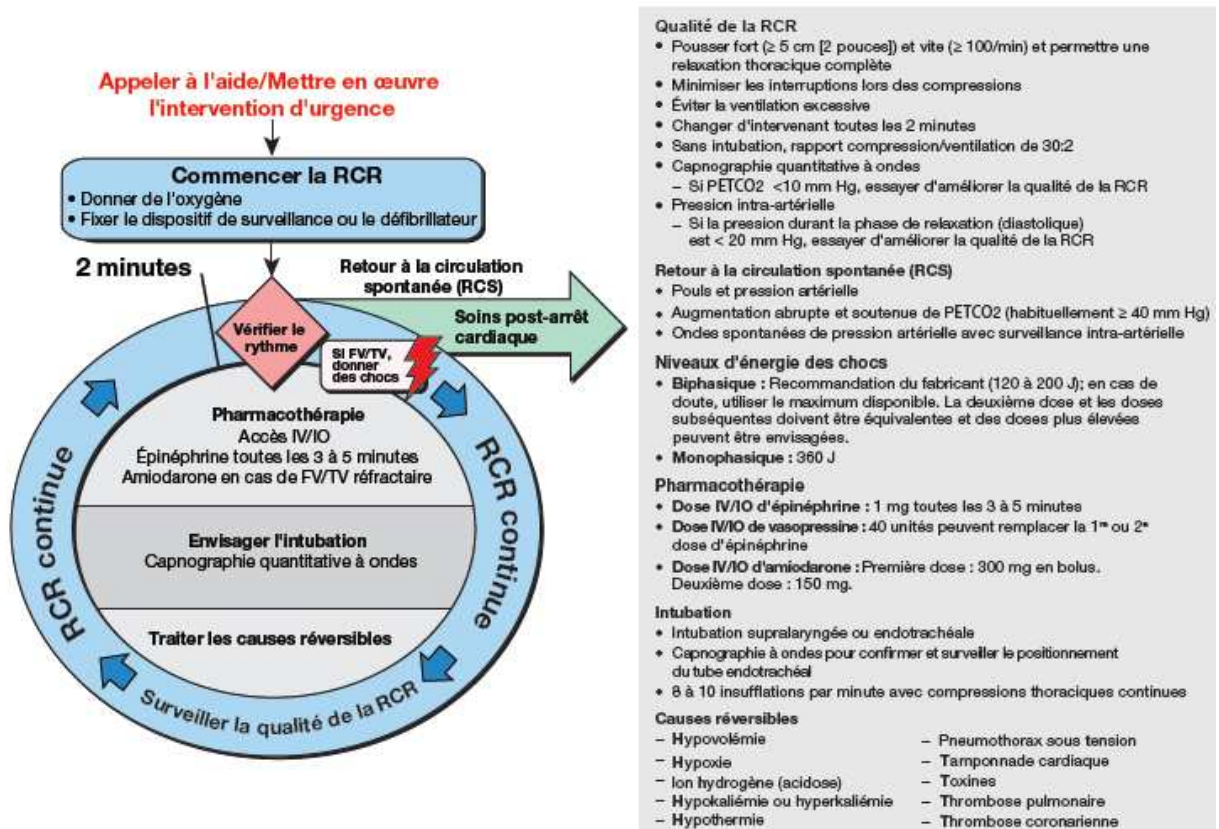 Appeler à l'aide/Mettre en œuvre
l'intervention d'urgence
Commencer la RCR
• Donner de l'oxygène
• Fixer le dispositif de surveillance ou le défibrillateur
2 minutes
Retour à la circulation
spontanée (RCS)
Vérifier le
rythme
Soins post-arrêt
cardiaque
SI FV/TV,
donner
des chocs
Pharmacothérapie
Accès IV/IO
Épinéphrine toutes les 3 à 5 minutes
Amiodarone en cas de FV/TV réfractaire
RCR continue
RCR continue
Envisager l'intubation
Capnographie quantitative à ondes
Traiter les causes réversibles
Surveiller la qualité de la RCR
Qualité de la RCR
• Pousser fort (≥ 5 cm [2 pouces]) et vite (≥ 100/min) et permettre une
relaxation thoracique complète
• Minimiser les interruptions lors des compressions
• Éviter la ventilation excessive
• Changer d'intervenant toutes les 2 minutes
• Sans intubation, rapport compression/ventilation de 30:2
• Capnographie quantitative à ondes
– Si PETCO2 <10 mm Hg, essayer d'améliorer la qualité de la RCR
• Pression intra-artérielle
– Si la pression durant la phase de relaxation (diastolique)
est < 20 mm Hg, essayer d'améliorer la qualité de la RCR
Retour à la circulation spontanée (RCS)
• Pouls et pression artérielle
• Augmentation abrupte et soutenue de PETCO2 (habituellement ≥ 40 mm Hg)
• Ondes spontanées de pression artérielle avec surveillance intra-artérielle
Niveaux d'énergie des chocs
• Biphasique : Recommandation du fabricant (120 à 200 J); en cas de
doute, utiliser le maximum disponible. La deuxième dose et les doses
subséquentes doivent être équivalentes et des doses plus élevées
peuvent être envisagées.
• Monophasique : 360 J
Pharmacothérapie
• Dose IV/IO d'épinéphrine : 1 mg toutes les 3 à 5 minutes
• Dose IV/IO de vasopressine : 40 unités peuvent remplacer la 1re ou 2e
dose d'épinéphrine
• Dose IV/IO d'amiodarone : Première dose : 300 mg en bolus.
Deuxième dose : 150 mg.
Intubation
• Intubation supralaryngée ou endotrachéale
• Capnographie à ondes pour confirmer et surveiller le positionnement
du tube endotrachéal
• 8 à 10 insufflations par minute avec compressions thoraciques continues
Causes réversibles
– Hypovolémie
– Hypoxie
– Ion hydrogène (acidose)
– Hypokaliémie ou hyperkaliémie
– Hypothermie
– Pneumothorax sous tension
– Tamponnade cardiaque
– Toxines
– Thrombose pulmonaire
– Thrombose coronarienne